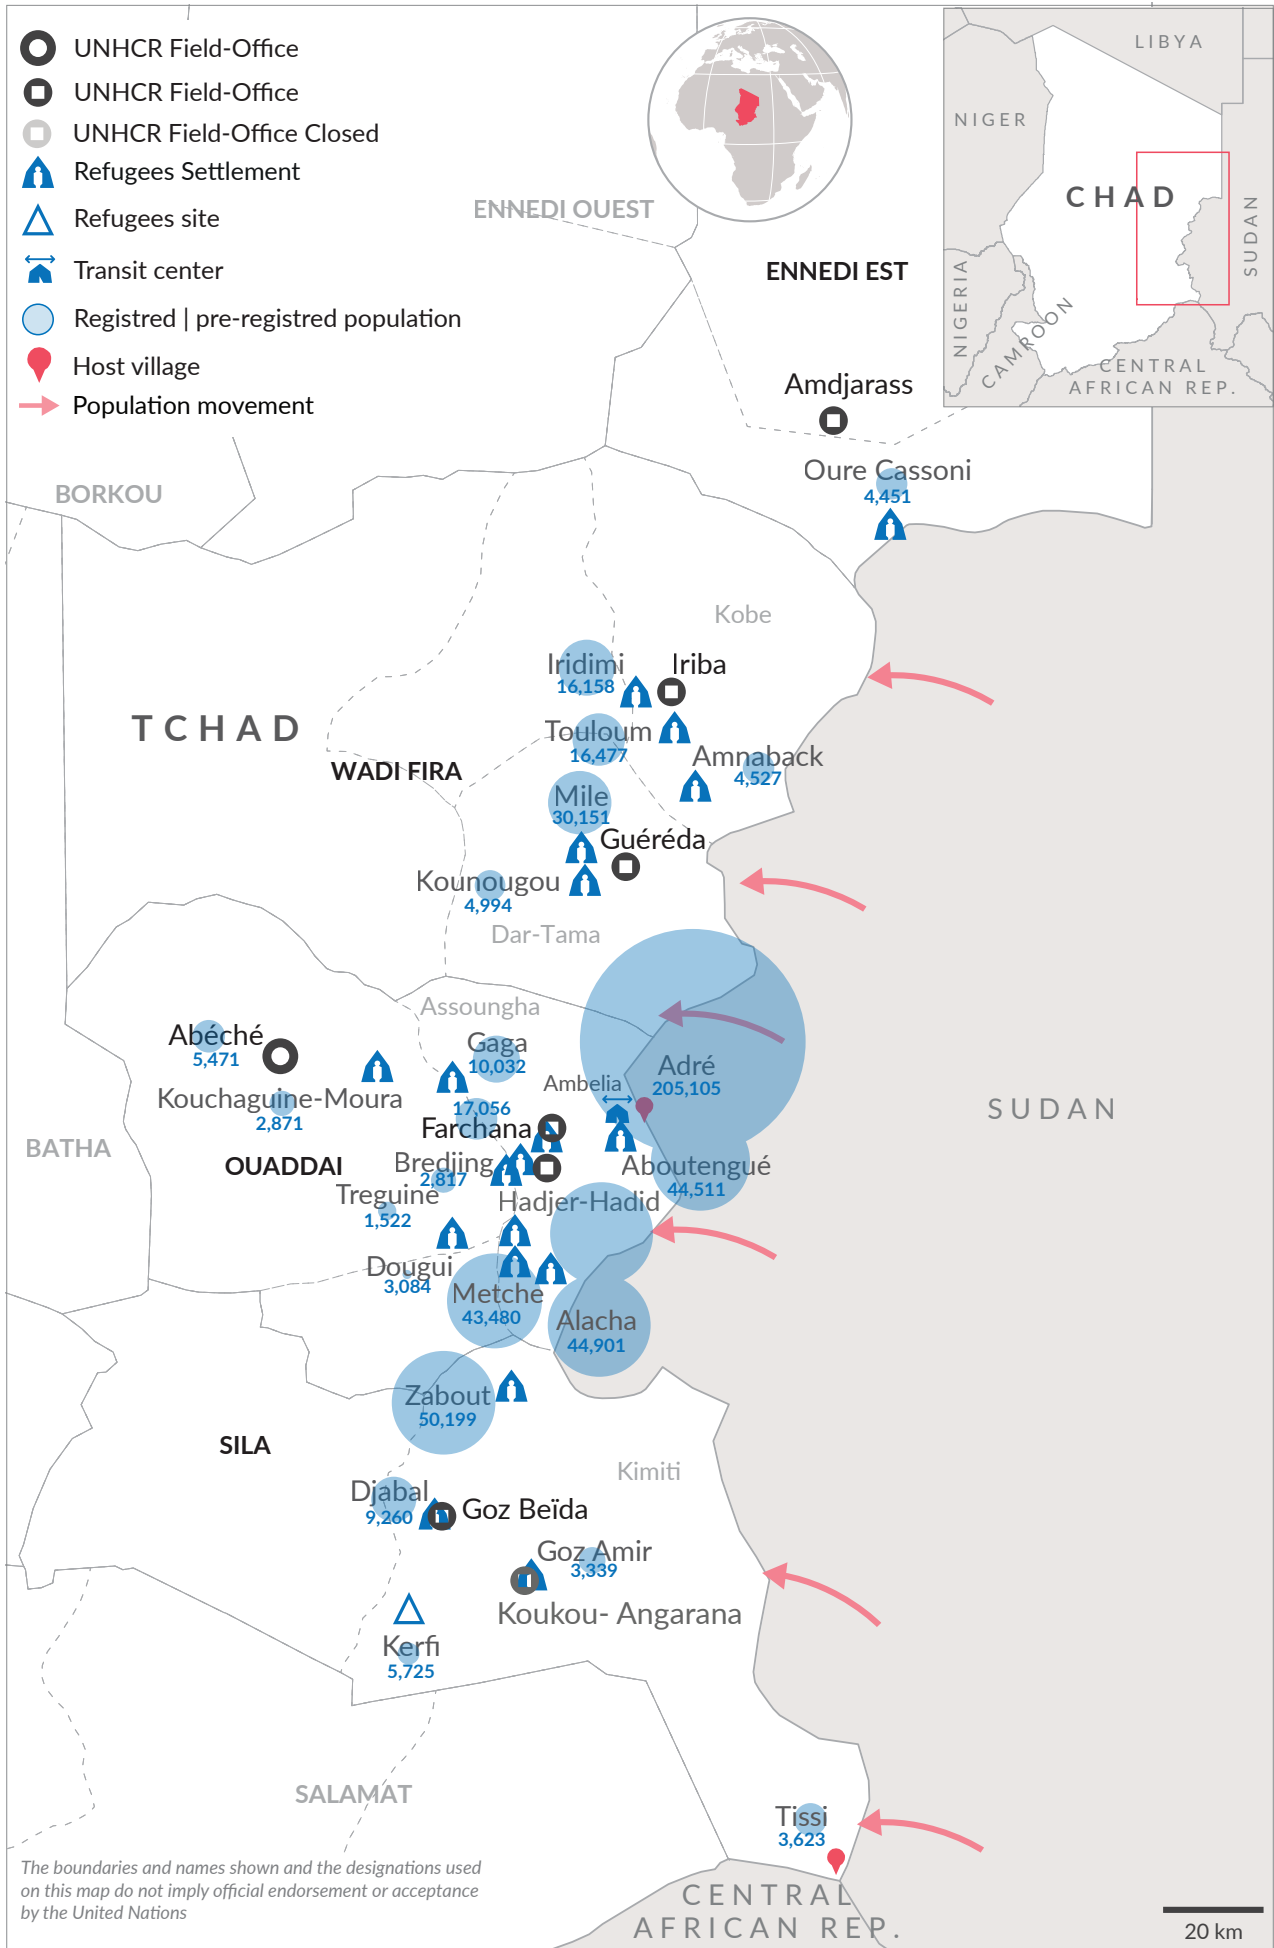 UNHCR Field-Office
UNHCR Field-Office
UNHCR Field-Office Closed
Refugees Settlement
Refugees site
Transit center
Registred | pre-registred population
Host village
Population movement
LIBYA
NIGER
CHAD
SUDAN
NIGERIA
CAMROON
CENTRAL
AFRICAN REP.
ENNEDI OUEST
ENNEDI EST
Amdjarass
Oure Cassoni
4,451
BORKOU
Kobe
Iridimi
16,158
Iriba
TCHAD
Touloum
16,477
Amnaback
4,527
WADI FIRA
Mile
30,151
Guéréda
Kounougou
4,994
Dar-Tama
Assoungha
Abéché
5,471
Gaga
10,032
Adré
205,105
Ambelia
Kouchaguine-Moura
2,871
17,056
Farchana
SUDAN
BATHA
OUADDAI
Bredjing
2,817
Aboutengué
44,511
Treguine
1,522
Hadjer-Hadid
Dougui
3,084
Metche
43,480
Alacha
44,901
Zabout
50,199
SILA
Kimiti
Djabal
9,260
Goz Beïda
Goz Amir
3,339
Koukou- Angarana
Kerfi
5,725
SALAMAT
Tissi
3,623
The boundaries and names shown and the designations used
on this map do not imply official endorsement or acceptance
by the United Nations
CENTRAL
AFRICAN REP.
20 km